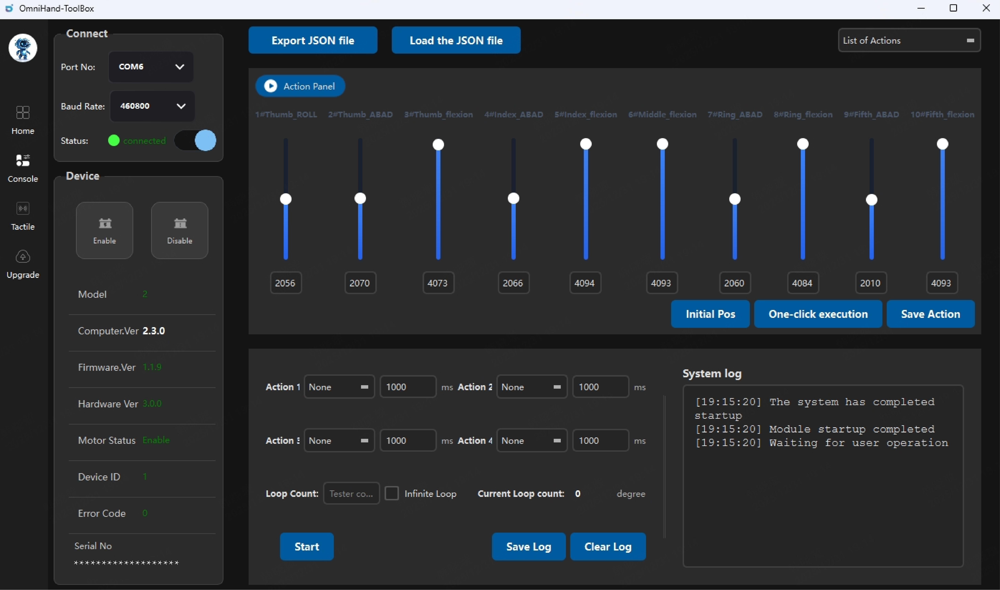 OmniHand-ToolBox
Connect
Port No:
COM6
Baud Rate:
460800
Status:
connected
Home
Console
Tactile
Upgrade
Device
Enable
Disable
Model 2
Computer.Ver 2.3.0
Firmware.Ver 1.1.9
Hardware Ver 3.0.0
Motor Status Enable
Device ID 1
Error Code 0
Serial No
*******************
Export JSON file
Load the JSON file
List of Actions
Action Panel
1#Thumb_ROLL 2#Thumb_ABAD 3#Thumb_flexion 4#Index_ABAD 5#Index_flexion 6#Middle_flexion 7#Ring_ABAD 8#Ring_flexion 9#Fifth_ABAD 10#Fifth_flexion
2056 2070 4073 2066 4094 4093 2060 4084 2010 4093
Initial Pos
One-click execution
Save Action
Action 1 None 1000 ms Action 2 None 1000 ms
Action 3 None 1000 ms Action 4 None 1000 ms
Loop Count: Tester co... Infinite Loop Current Loop count: 0 degree
Start
Save Log
Clear Log
System log
[19:15:20] The system has completed
startup
[19:15:20] Module startup completed
[19:15:20] Waiting for user operation